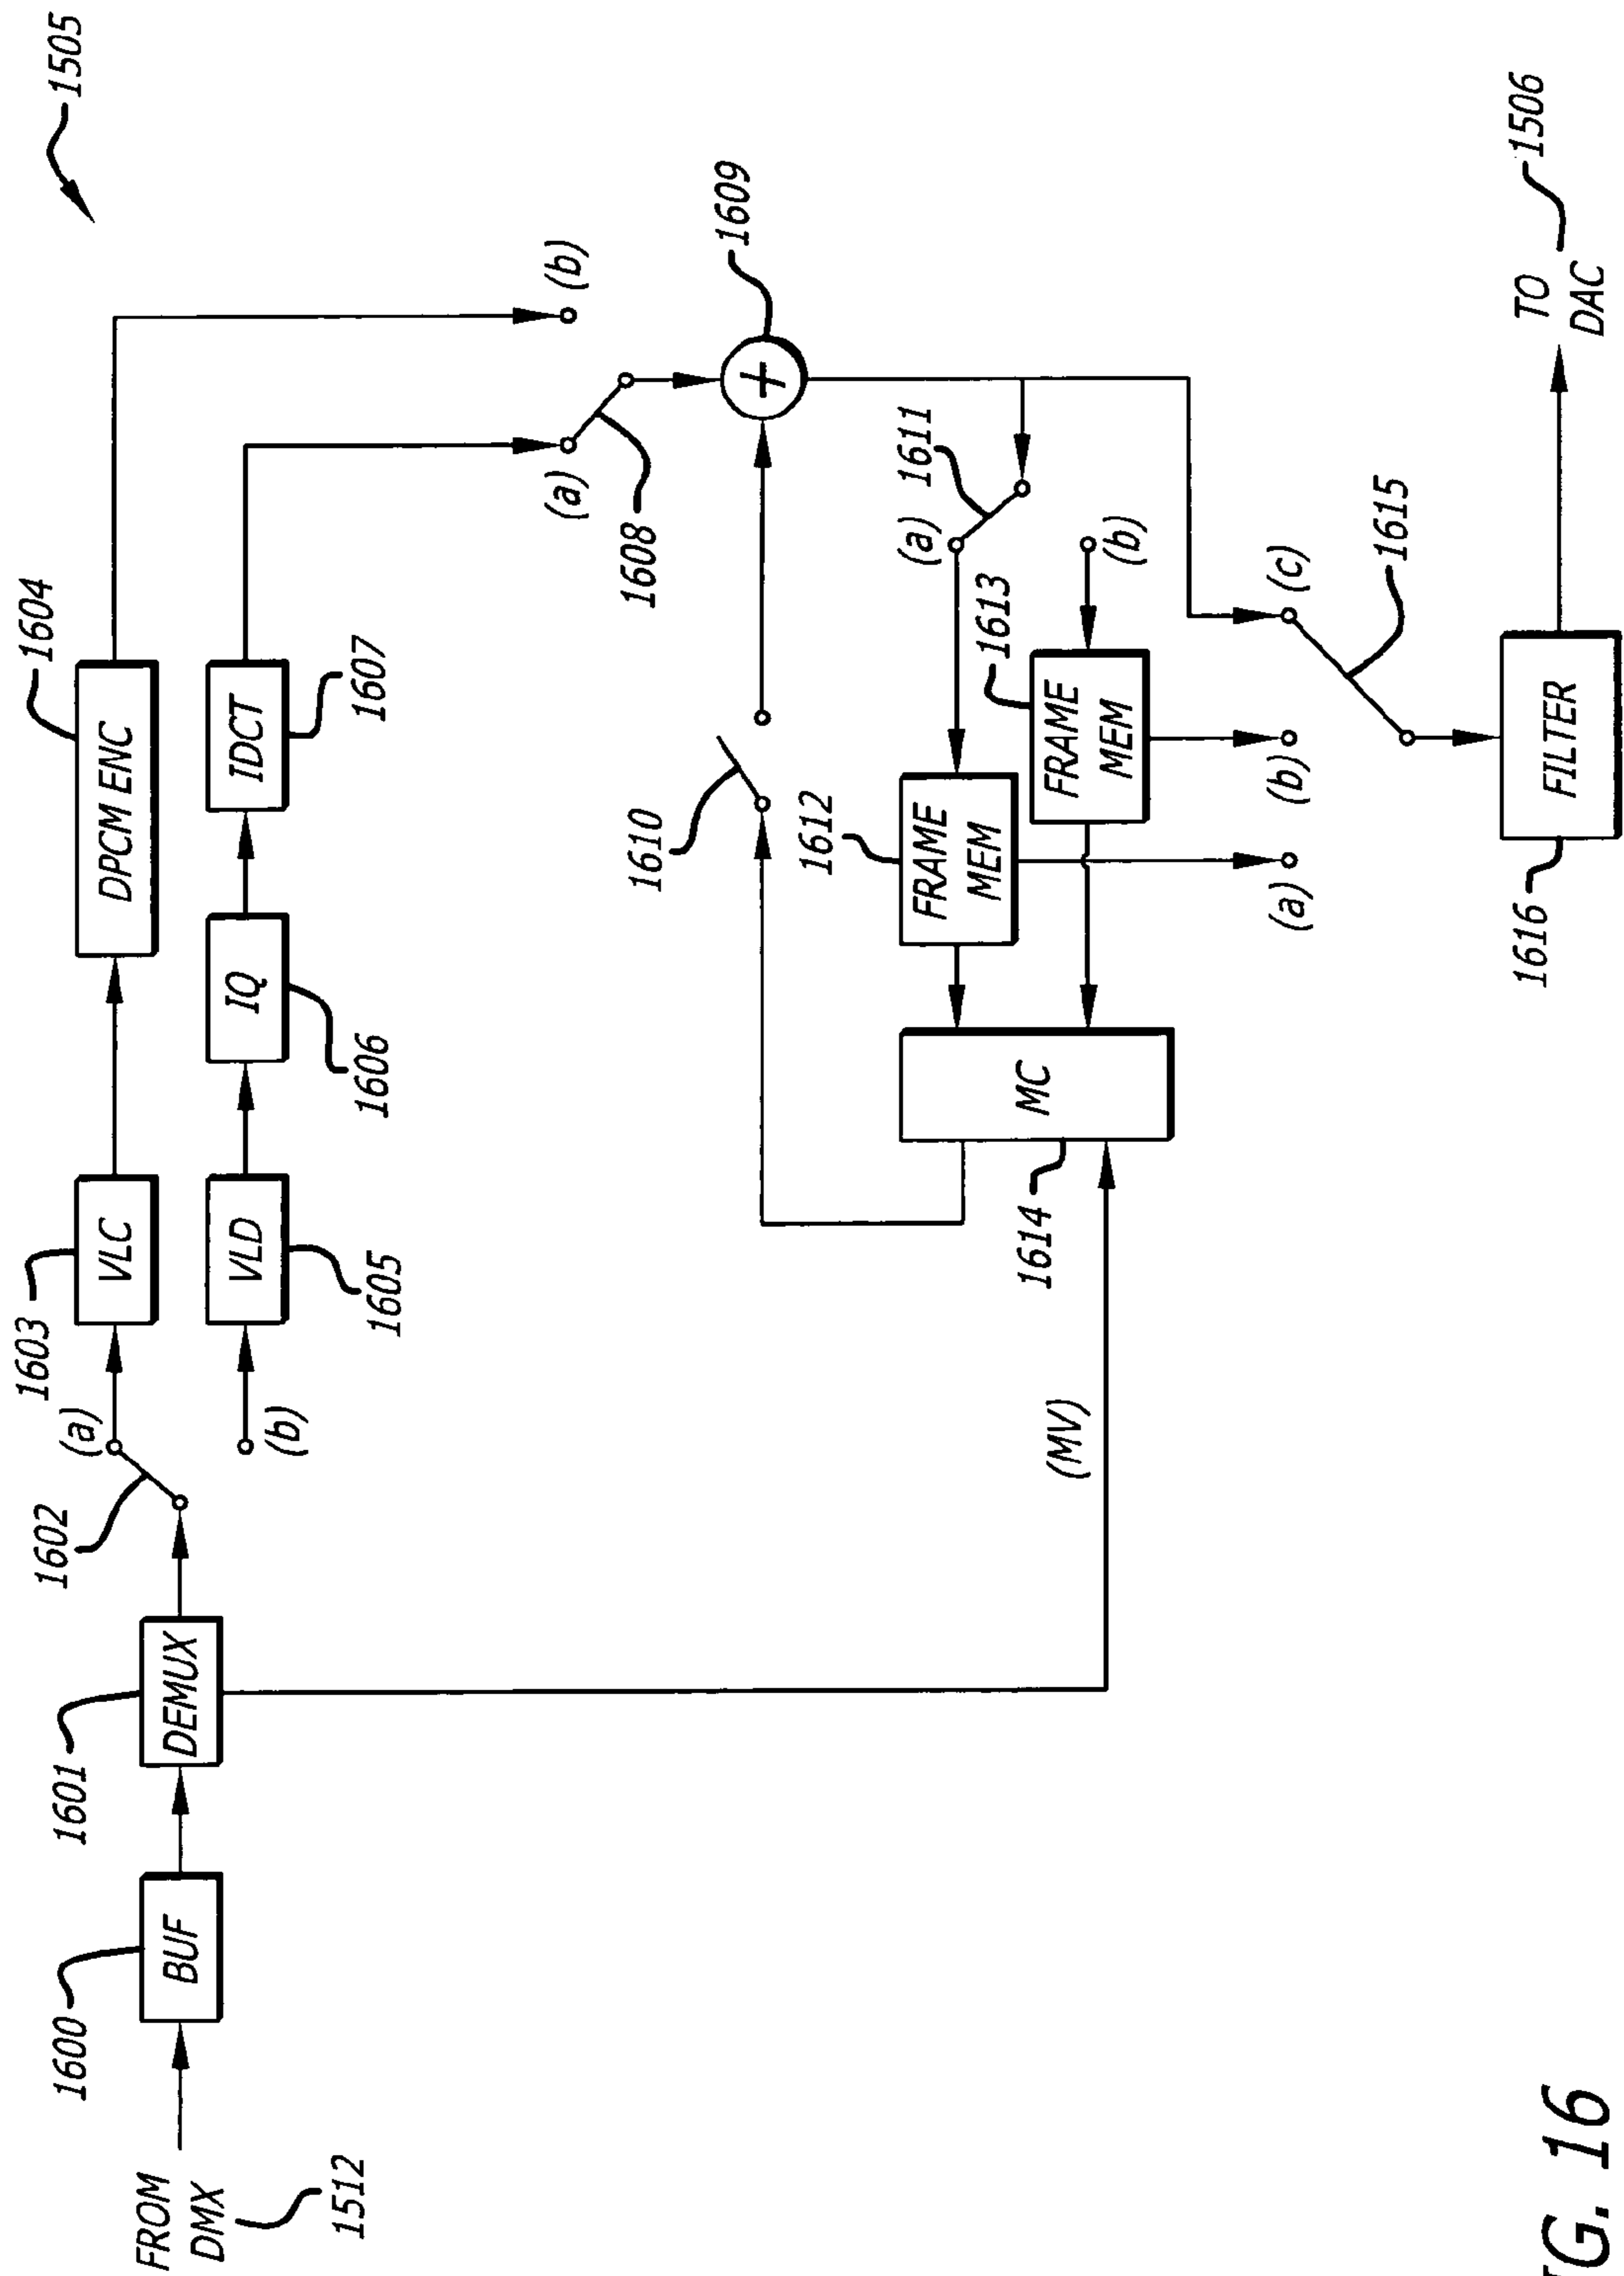 1505
FROM
DMX
1512
1600
BUF
1601
DEMUX
1602
(a)
(b)
1603
VLC
1604
DPCM ENC
VLD
1605
IQ
1606
IDCT
1607
(a)
(b)
1608
1609
+
1610
1611
(a)
(b)
1612
FRAME
MEM
1613
FRAME
MEM
MC
1614
(MV)
(a)
(b)
(c)
1615
FILTER
1616
TO
DAC
1506
IG. 16